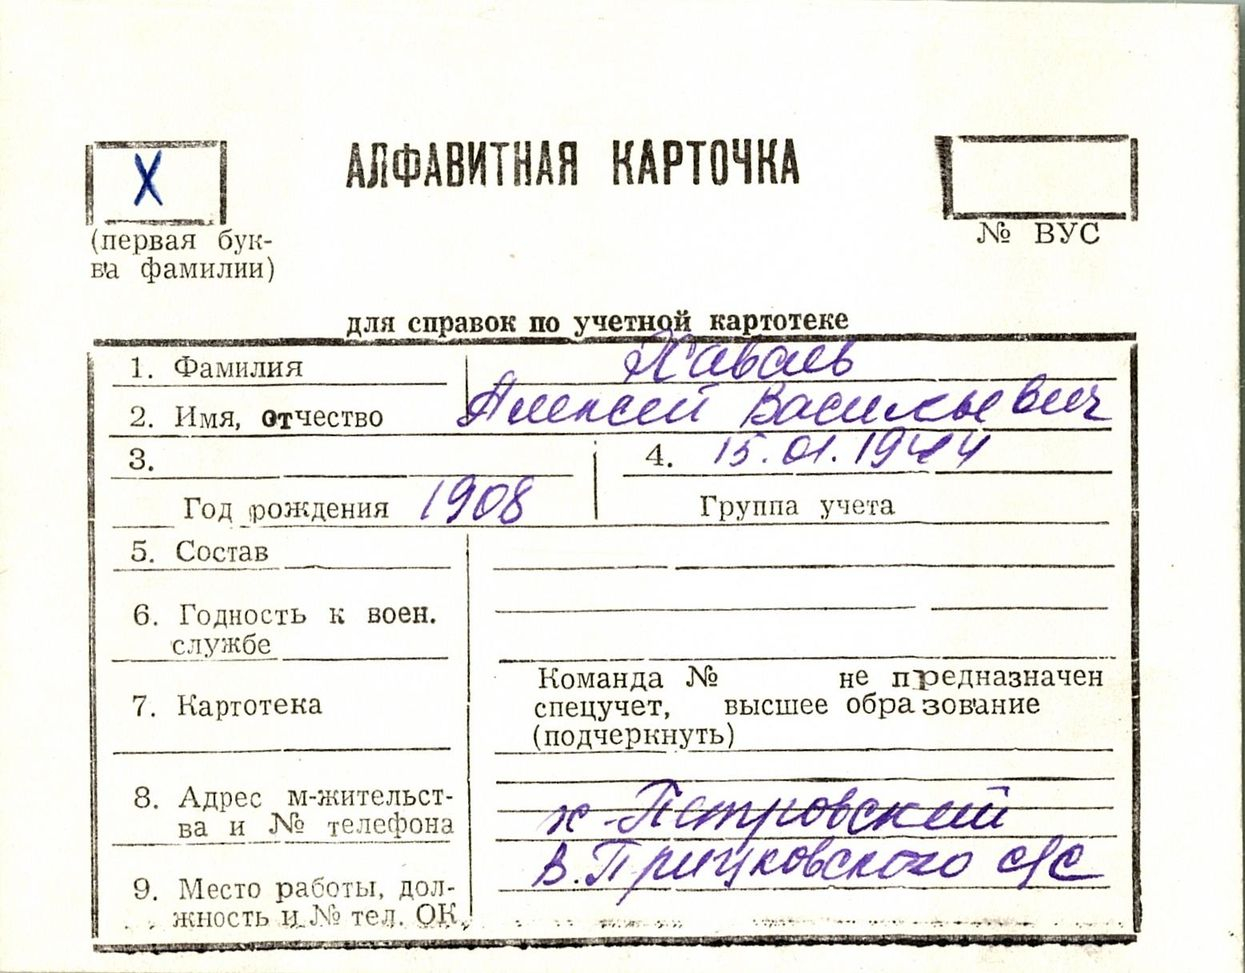 Х
АЛФАВИТНАЯ КАРТОЧКА
(первая бук-
ва фамилии)
№ ВУС
для справок по учетной картотеке
1. Фамилия Хаваев
2. Имя, отчество Алексей Васильевич
3. 4. 15.01.1944
Год рождения 1908 Группа учета
5. Состав
6. Годность к воен.
службе
7. Картотека
Команда № не предназначен
спецучет, высшее образование
(подчеркнуть)
8. Адрес м-жительст-
ва и № телефона
х-Петровский
В. Прицковского с/с
9. Место работы, дол-
жность и № тел. ОК